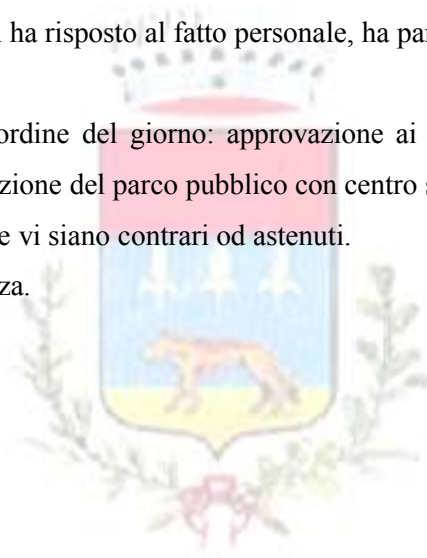 ha risposto al fatto personale, ha
ordine del giorno: approvazione ai
zione del parco pubblico con centro
e vi siano contrari od astenuti.
za.